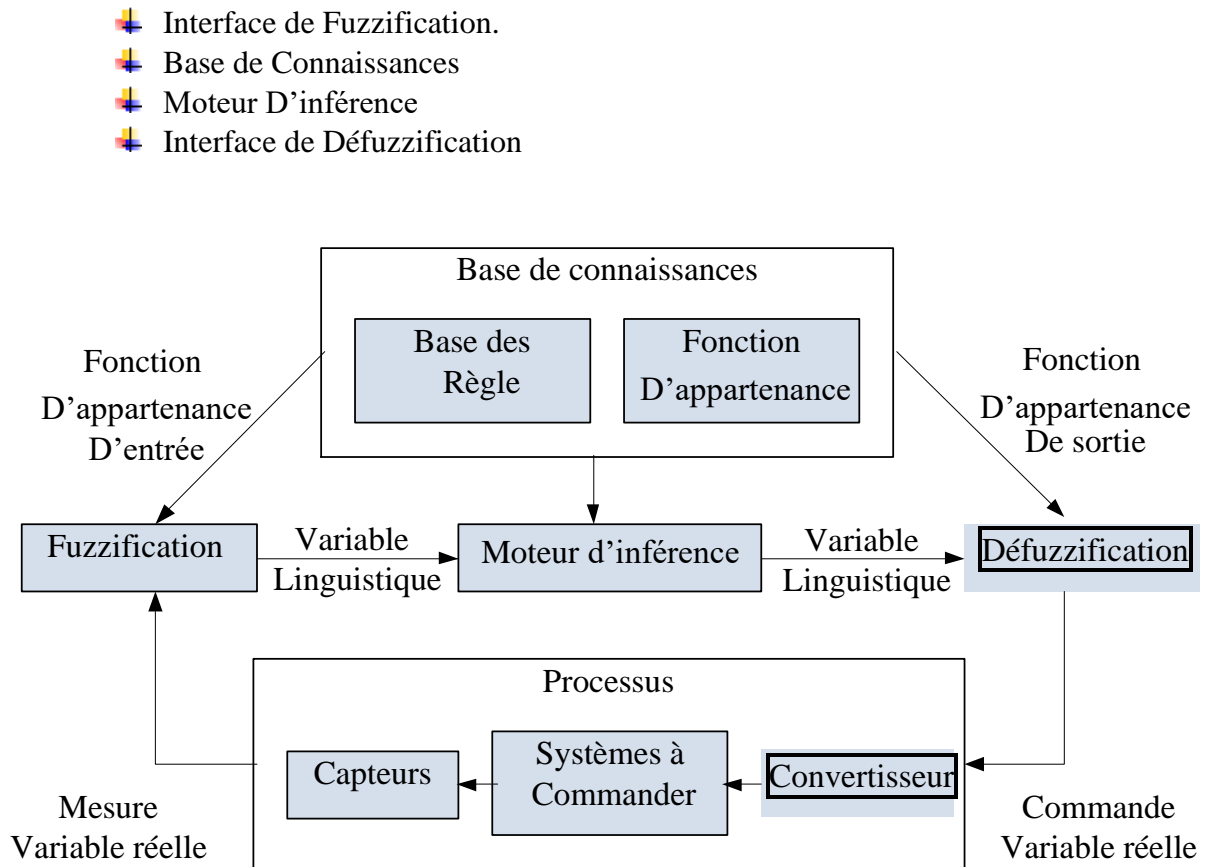 Interface de Fuzzification.
Base de Connaissances
Moteur D’inférence
Interface de Défuzzification
Base de connaissances
Base des
Règle
Fonction
D’appartenance
Fonction
D’appartenance
D’entrée
Fonction
D’appartenance
De sortie
Fuzzification
Variable
Linguistique
Moteur d’inférence
Variable
Linguistique
Défuzzification
Processus
Capteurs
Systèmes à
Commander
Convertisseur
Mesure
Variable réelle
Commande
Variable réelle